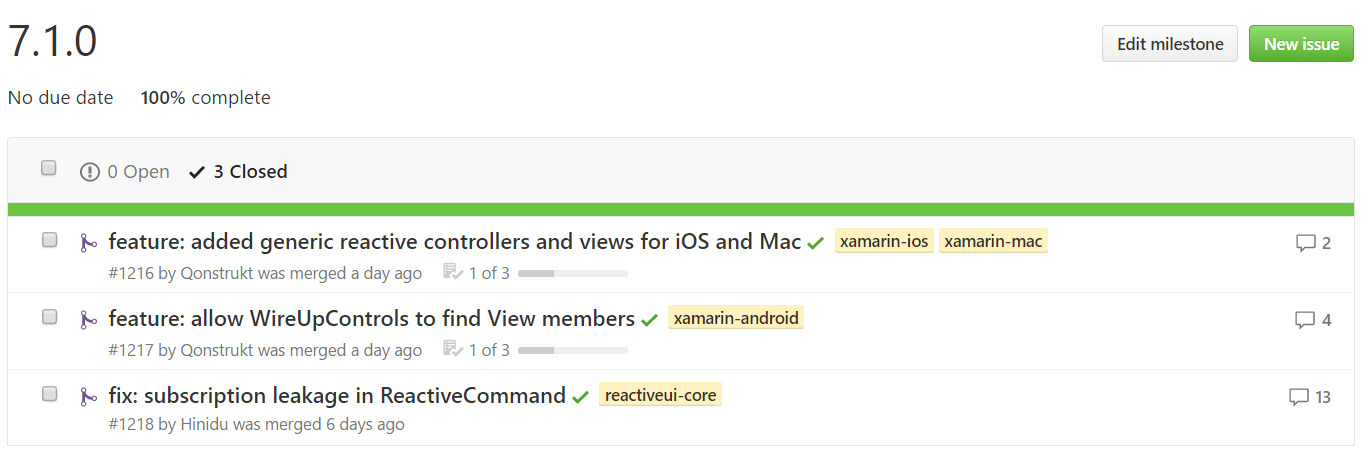 7.1.0
Edit milestone
New issue
No due date 100% complete
0 Open 3 Closed
feature: added generic reactive controllers and views for iOS and Mac xamarin-ios xamarin-mac 2
#1216 by Qonstrukt was merged a day ago 1 of 3
feature: allow WireUpControls to find View members xamarin-android 4
#1217 by Qonstrukt was merged a day ago 1 of 3
fix: subscription leakage in ReactiveCommand reactiveui-core 13
#1218 by Hinidu was merged 6 days ago